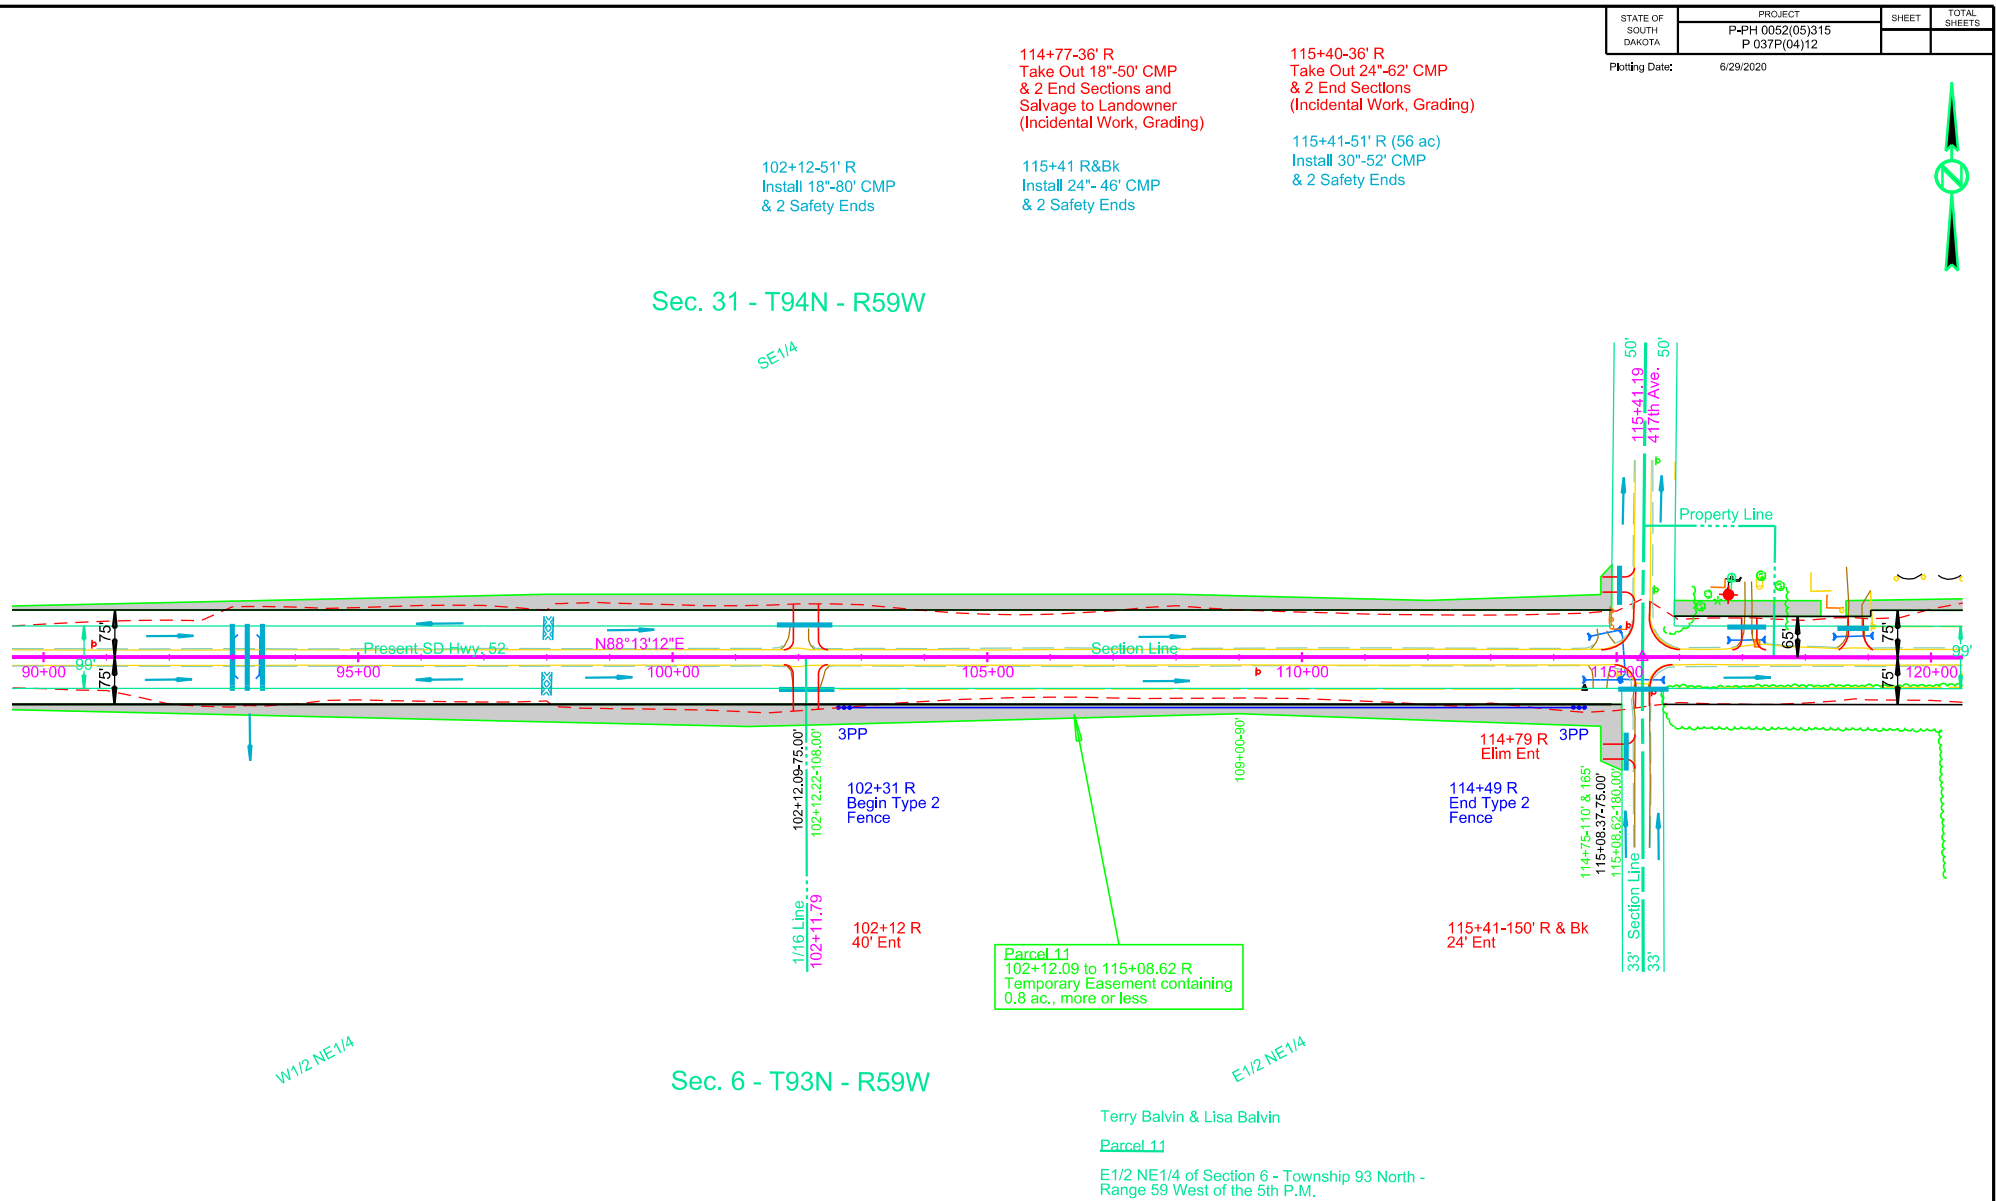 STATE OF
SOUTH
DAKOTA
PROJECT
P-PH 0052(05)315
P 037P(04)12
SHEET
TOTAL
SHEETS
Plotting Date:
6/29/2020
114+77-36' R
Take Out 18"-50' CMP
& 2 End Sections and
Salvage to Landowner
(Incidental Work, Grading)
115+40-36' R
Take Out 24"-62' CMP
& 2 End Sections
(Incidental Work, Grading)
102+12-51' R
Install 18"-80' CMP
& 2 Safety Ends
115+41 R&Bk
Install 24"- 46' CMP
& 2 Safety Ends
115+41-51' R (56 ac)
Install 30"-52' CMP
& 2 Safety Ends
Sec. 31 - T94N - R59W
SE1/4
50'
50'
115+41.19
417th Ave.
Property Line
75'
75'
99'
Present SD Hwy. 52
N88°13'12"E
Section Line
65'
75'
75'
99'
90+00
95+00
100+00
105+00
110+00
115+00
120+00
3PP
3PP
102+12.09-75.00'
102+12.22-108.00'
109+00-90'
114+79 R
Elim Ent
102+31 R
Begin Type 2
Fence
114+49 R
End Type 2
Fence
114+75-110' & 165'
115+08.37-75.00'
115+08.62-180.00'
1/16 Line
102+11.79
102+12 R
40' Ent
115+41-150' R & Bk
24' Ent
Section Line
33'
33'
Parcel 11
102+12.09 to 115+08.62 R
Temporary Easement containing
0.8 ac., more or less
W1/2 NE1/4
E1/2 NE1/4
Sec. 6 - T93N - R59W
Terry Balvin & Lisa Balvin
Parcel 11
E1/2 NE1/4 of Section 6 - Township 93 North -
Range 59 West of the 5th P.M.